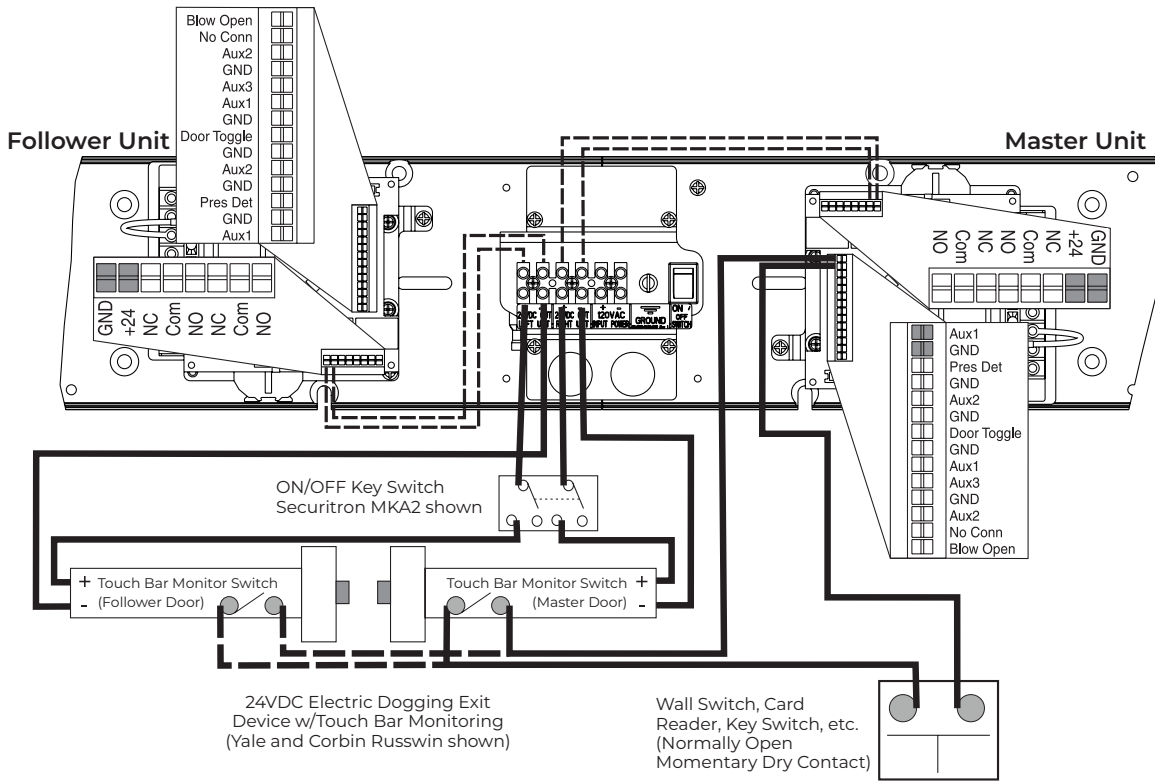 Blow Open
No Conn
Aux2
GND
Aux3
Aux1
GND
Door Toggle
GND
Aux2
GND
Pres Det
GND
Aux1
Follower Unit
Master Unit
GND
+24
NC
Com
NO
NC
Com
NO
NO
Com
NC
NO
Com
NC
+24
GND
120VAC
INPUT POWER
GROUND
ON /
OFF
SWITCH
Aux1
GND
Pres Det
GND
Aux2
GND
Door Toggle
GND
Aux1
Aux3
GND
Aux2
No Conn
Blow Open
ON/OFF Key Switch
Securitron MKA2 shown
+ Touch Bar Monitor Switch
- (Follower Door)
Touch Bar Monitor Switch +
(Master Door) -
24VDC Electric Dogging Exit
Device w/Touch Bar Monitoring
(Yale and Corbin Russwin shown)
Wall Switch, Card
Reader, Key Switch, etc.
(Normally Open
Momentary Dry Contact)